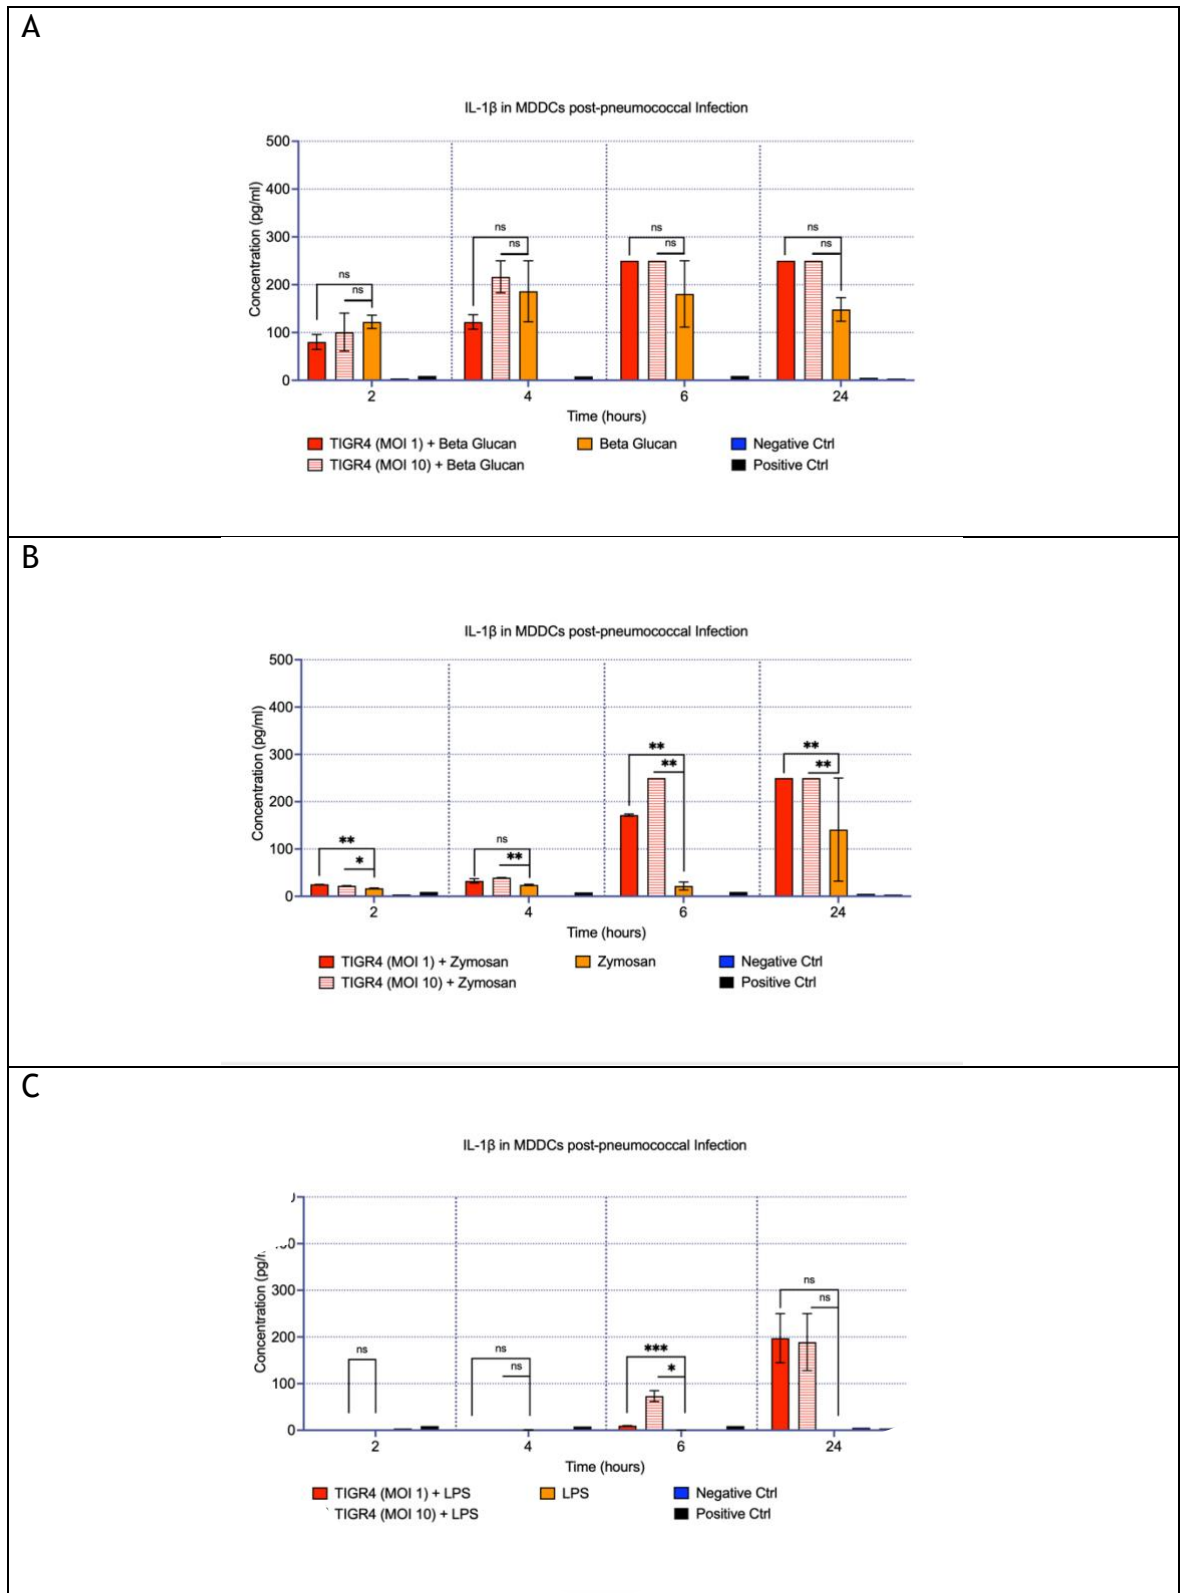 A
IL-1β in MDDCs post-pneumococcal Infection
500
400
300
200
100
0
Concentration (pg/ml)
ns
ns
ns
ns
ns
ns
ns
ns
2 4 6 24
Time (hours)
TIGR4 (MOI 1) + Beta Glucan Beta Glucan Negative Ctrl
TIGR4 (MOI 10) + Beta Glucan Positive Ctrl
B
IL-1β in MDDCs post-pneumococcal Infection
500
400
300
200
100
0
Concentration (pg/ml)
**
*
ns
**
**
**
**
**
2 4 6 24
Time (hours)
TIGR4 (MOI 1) + Zymosan Zymosan Negative Ctrl
TIGR4 (MOI 10) + Zymosan Positive Ctrl
C
IL-1β in MDDCs post-pneumococcal Infection
300
200
100
0
Concentration
ns
ns
ns
***
*
ns
ns
2 4 6 24
Time (hours)
TIGR4 (MOI 1) + LPS LPS Negative Ctrl
TIGR4 (MOI 10) + LPS Positive Ctrl